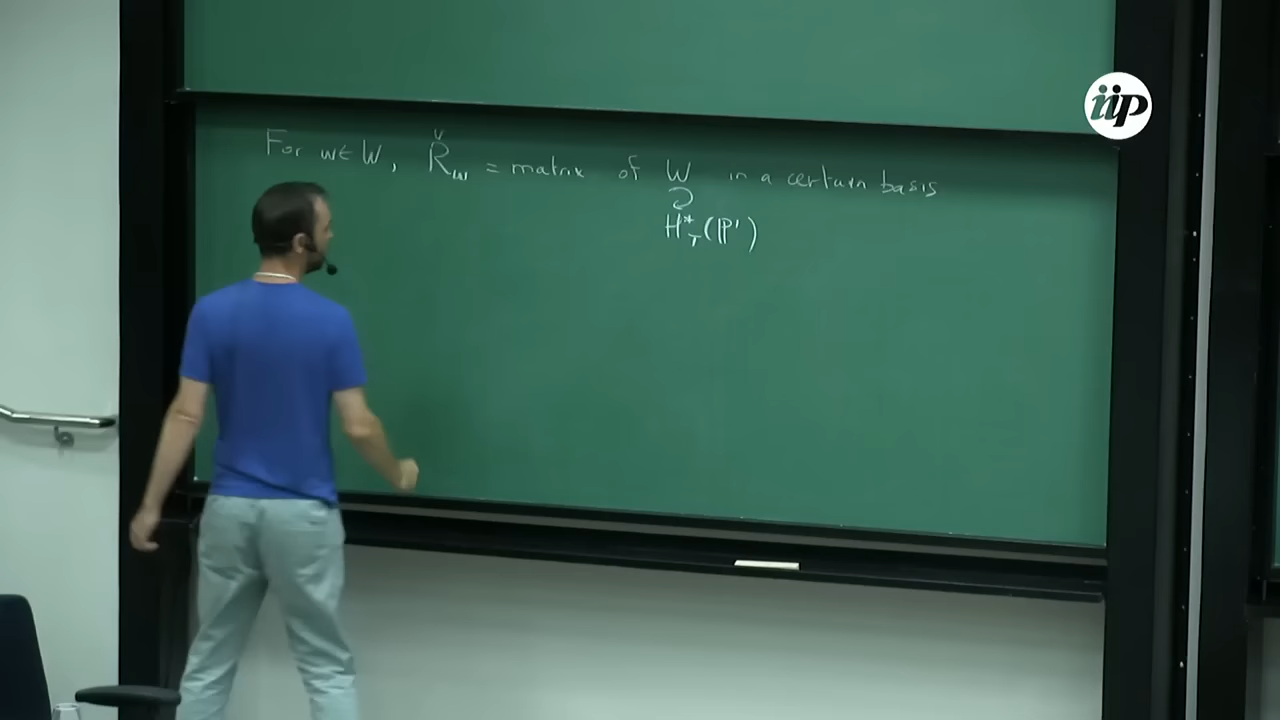 For w∈W, Ř_w = matrix of W in a certain basis
↻
H*_T(ℙ¹)
iip